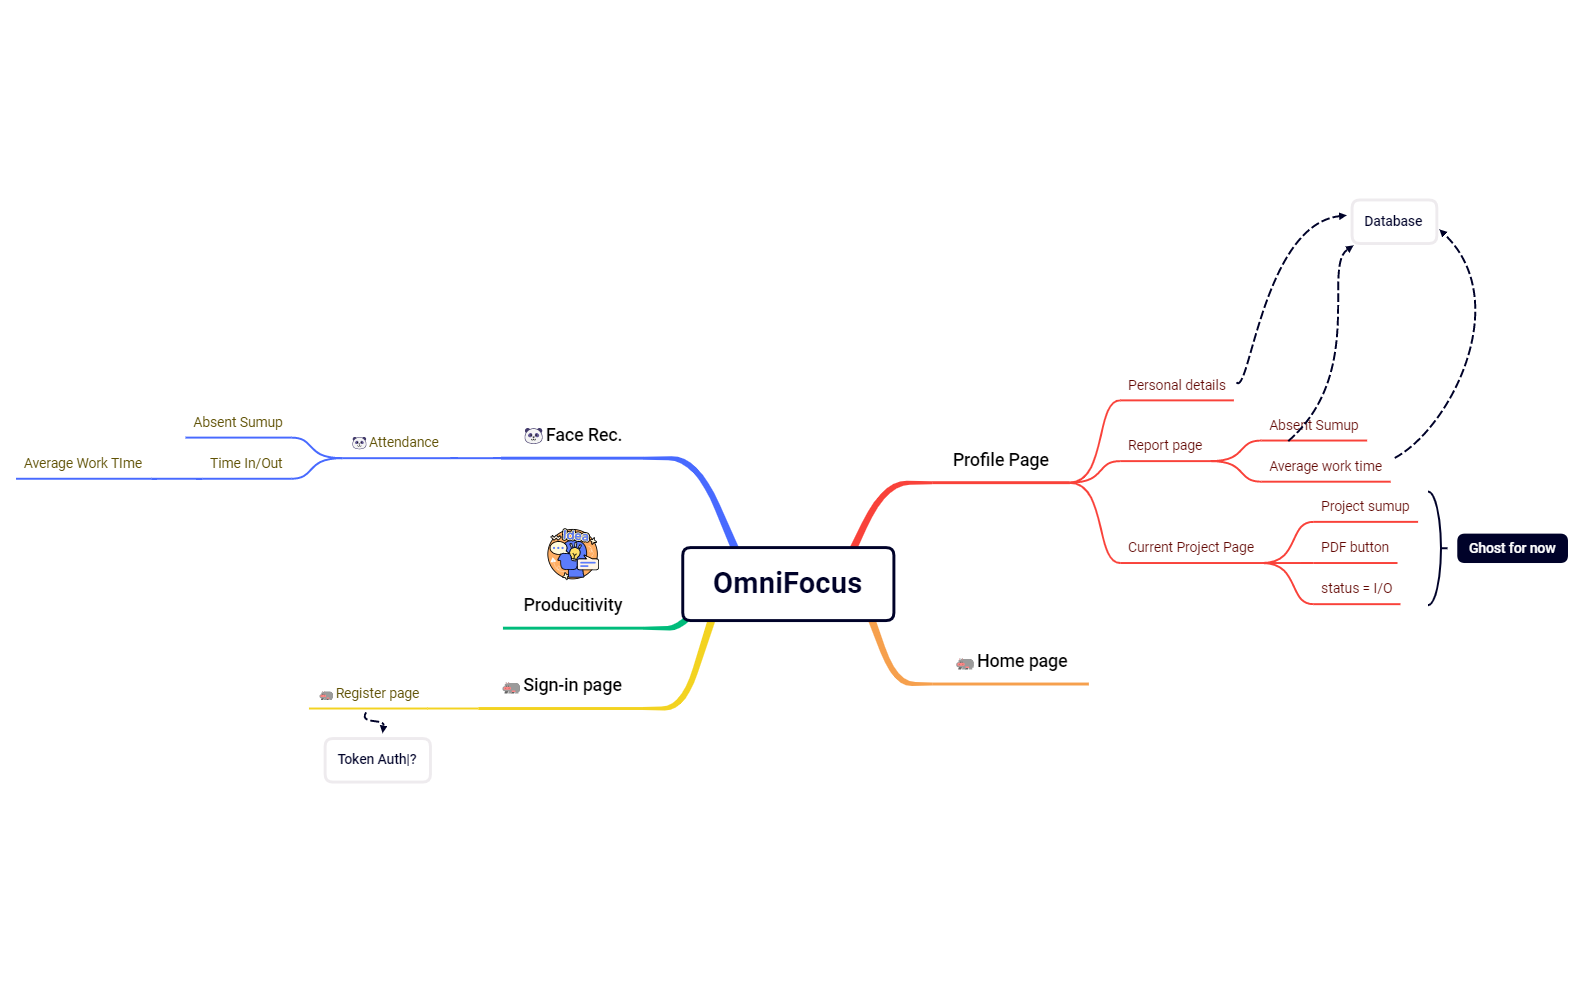 Database
Personal details
Absent Sumup
Report page
Average work time
Profile Page
Project sumup
Current Project Page
PDF button
Ghost for now
status = I/O
Absent Sumup
Attendance
Face Rec.
Average Work TIme
Time In/Out
Idea
Producitivity
OmniFocus
Home page
Sign-in page
Register page
Token Auth|?